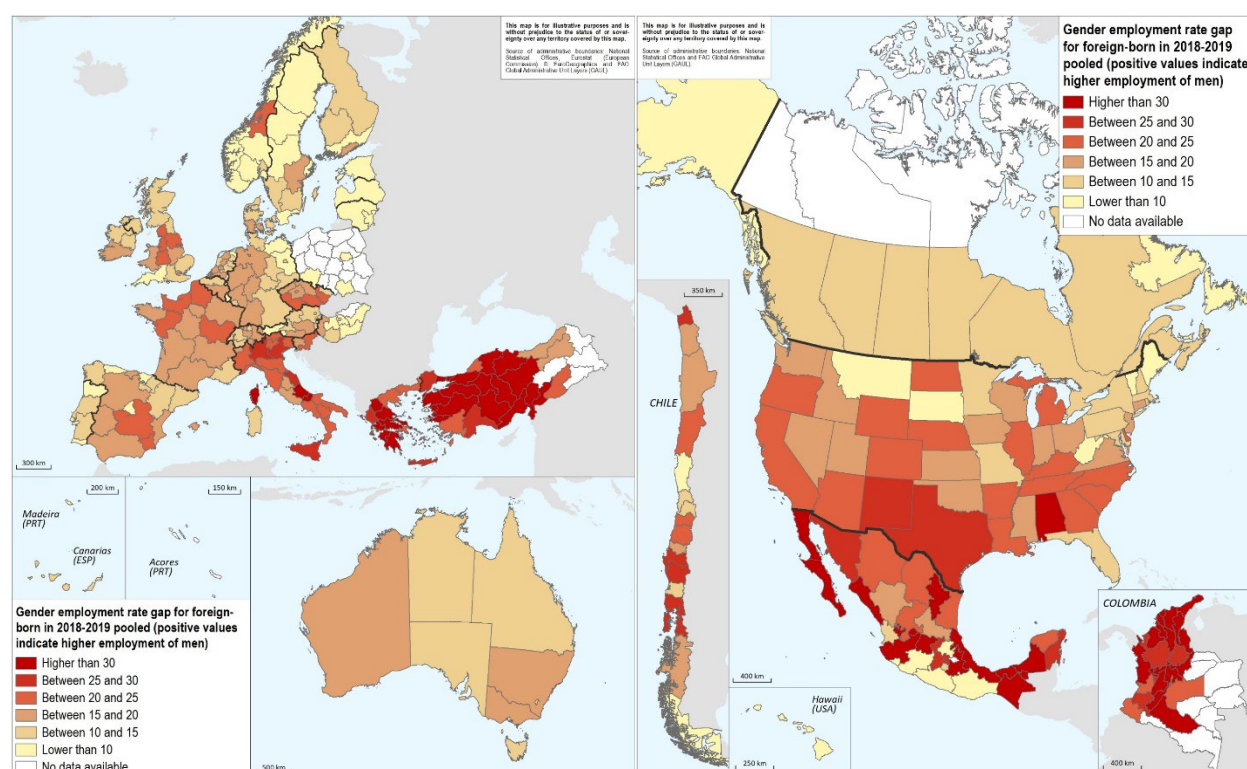 This map is for illustrative purposes and is
without prejudice to the status of or sover-
eignty over any territory covered by this map.
Source of administrative boundaries: National
Statistical Offices, Eurostat (European
Commission) © EuroGeographics and FAO
Global Administrative Unit Layers (GAUL).
300 km
This map is for illustrative purposes and is
without prejudice to the status of or sover-
eignty over any territory covered by this map.
Source of administrative boundaries: National
Statistical Offices and FAO Global Administrative
Unit Layers (GAUL).
Gender employment rate gap
for foreign-born in 2018-2019
pooled (positive values indicate
higher employment of men)
Higher than 30
Between 25 and 30
Between 20 and 25
Between 15 and 20
Between 10 and 15
Lower than 10
No data available
350 km
CHILE
400 km
Hawaii
(USA)
250 km
COLOMBIA
400 km
200 km
Madeira
(PRT)
Canarias
(ESP)
150 km
Acores
(PRT)
Gender employment rate gap for foreign-
born in 2018-2019 pooled (positive values
indicate higher employment of men)
Higher than 30
Between 25 and 30
Between 20 and 25
Between 15 and 20
Between 10 and 15
Lower than 10
No data available
500 km